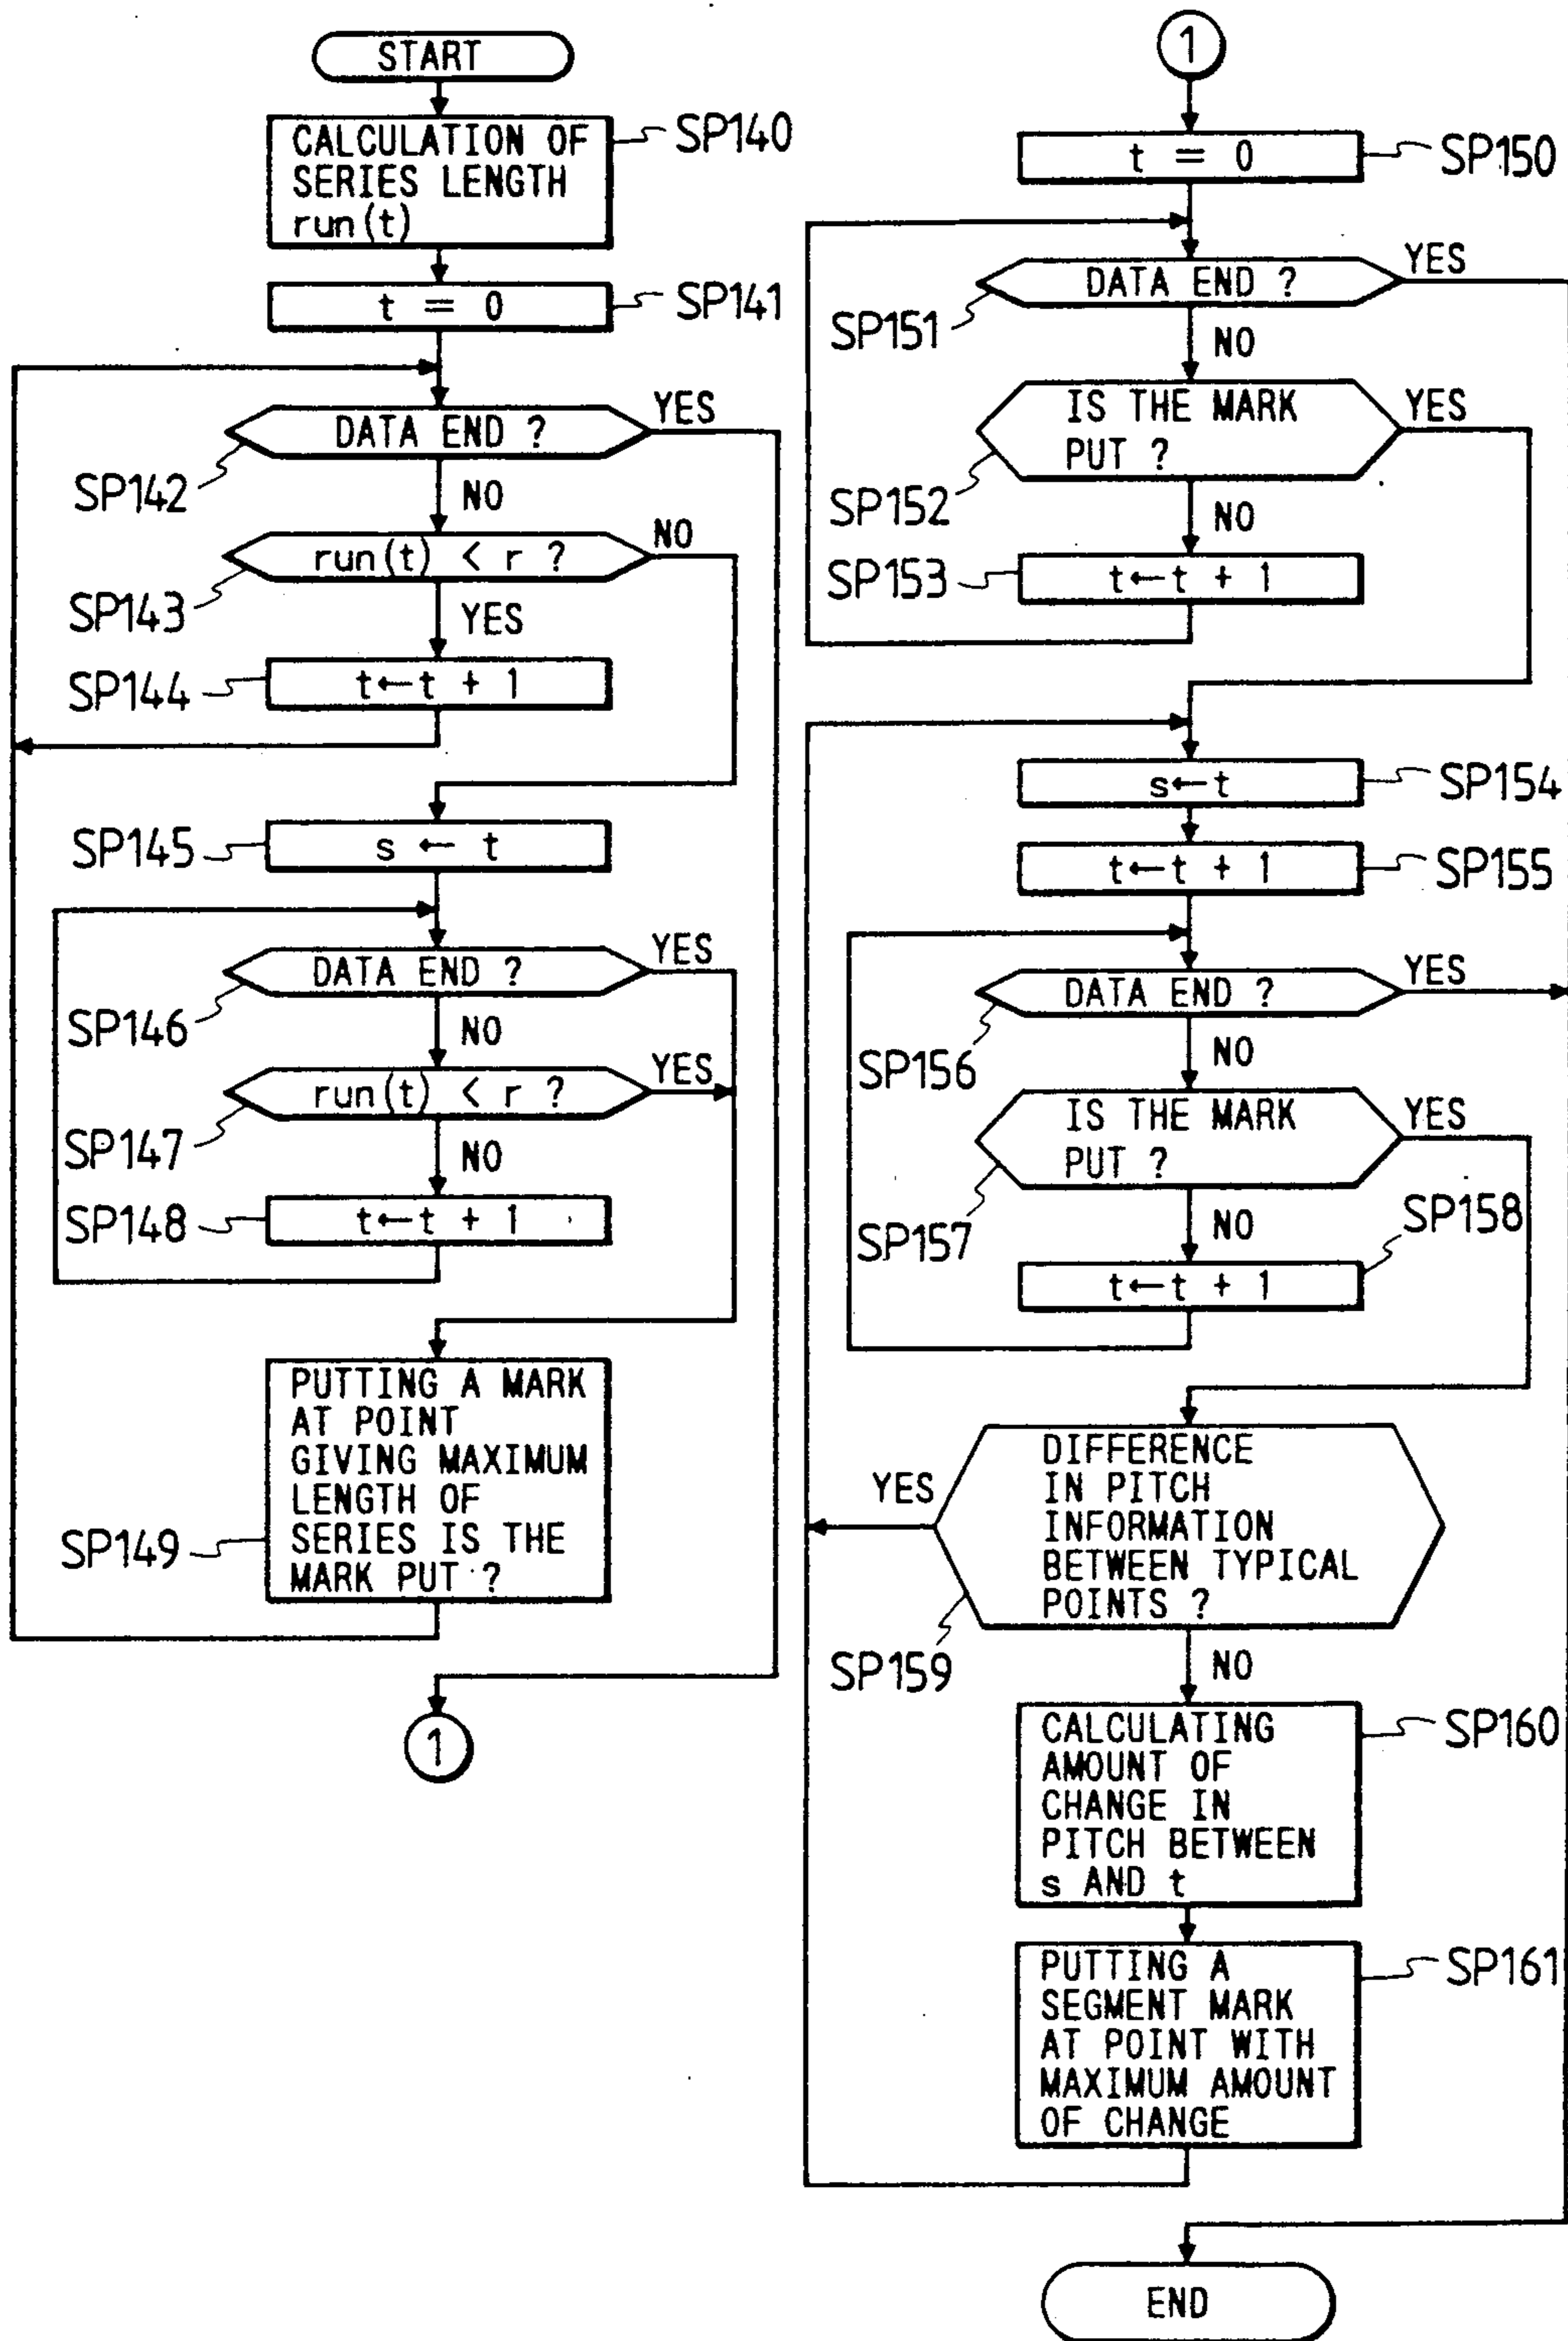 START
CALCULATION OF
SERIES LENGTH
run(t)
SP140
t = 0
SP141
DATA END ?
YES
SP142
NO
run(t) < r ?
NO
SP143
YES
t←t + 1
SP144
s ← t
SP145
DATA END ?
YES
SP146
NO
run(t) < r ?
YES
SP147
NO
t←t + 1
SP148
PUTTING A MARK
AT POINT
GIVING MAXIMUM
LENGTH OF
SERIES IS THE
MARK PUT ?
SP149
1
1
t = 0
SP150
DATA END ?
YES
SP151
NO
IS THE MARK
PUT ?
YES
SP152
NO
t←t + 1
SP153
s←t
SP154
t←t + 1
SP155
DATA END ?
YES
SP156
NO
IS THE MARK
PUT ?
YES
SP157
NO
SP158
t←t + 1
DIFFERENCE
IN PITCH
INFORMATION
BETWEEN TYPICAL
POINTS ?
YES
SP159
NO
CALCULATING
AMOUNT OF
CHANGE IN
PITCH BETWEEN
s AND t
SP160
PUTTING A
SEGMENT MARK
AT POINT WITH
MAXIMUM AMOUNT
OF CHANGE
SP161
END